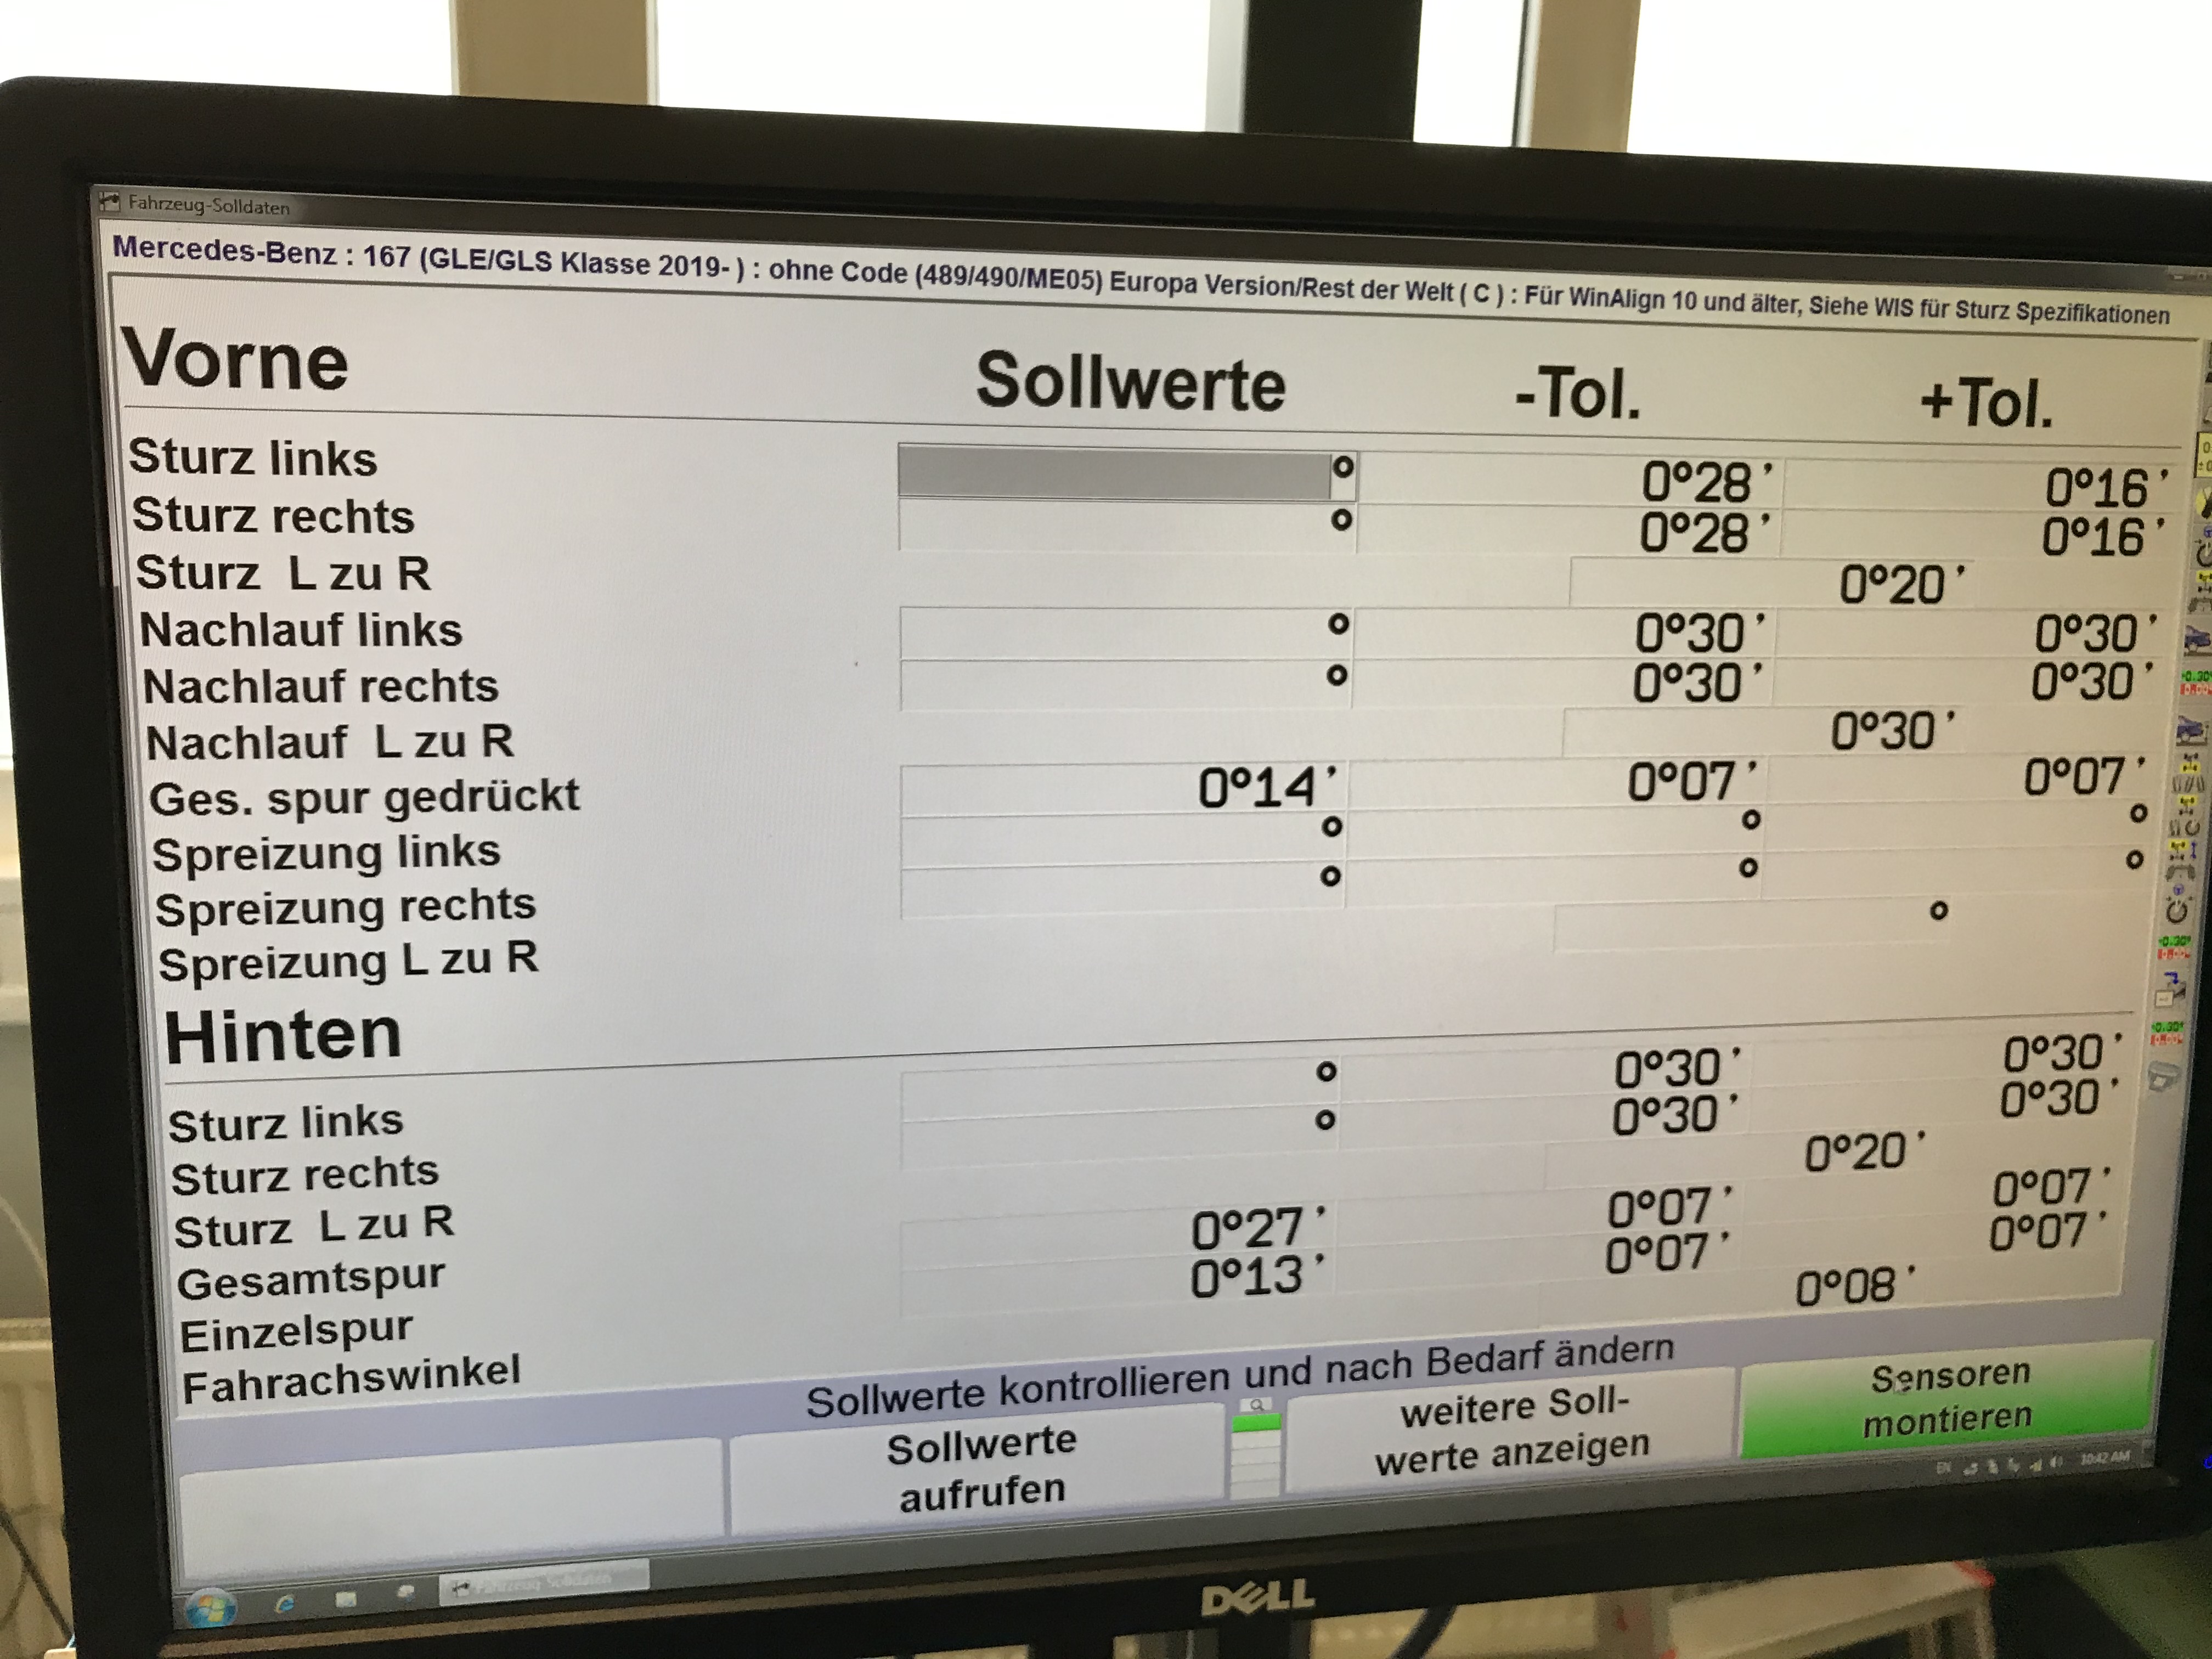 Fahrzeug-Solldaten
Mercedes-Benz : 167 (GLE/GLS Klasse 2019- ) : ohne Code (489/490/ME05) Europa Version/Rest der Welt ( C ) : Für WinAlign 10 und älter, Siehe WIS für Sturz Spezifikationen
Vorne Sollwerte -Tol. +Tol.
Sturz links ° 0°28' 0°16'
Sturz rechts ° 0°28' 0°16'
Sturz L zu R 0°20'
Nachlauf links ° 0°30' 0°30'
Nachlauf rechts ° 0°30' 0°30'
Nachlauf L zu R 0°30'
Ges. spur gedrückt 0°14' 0°07' 0°07'
Spreizung links ° ° °
Spreizung rechts ° ° °
Spreizung L zu R °
Hinten
Sturz links ° 0°30' 0°30'
Sturz rechts ° 0°30' 0°30'
Sturz L zu R 0°20'
Gesamtspur 0°27' 0°07' 0°07'
Einzelspur 0°13' 0°07' 0°07'
Fahrachswinkel 0°08'
Sollwerte kontrollieren und nach Bedarf ändern
Sollwerte
aufrufen
weitere Soll-
werte anzeigen
Sensoren
montieren
EN 10:42 AM
Fahrzeug-Solldaten
DELL